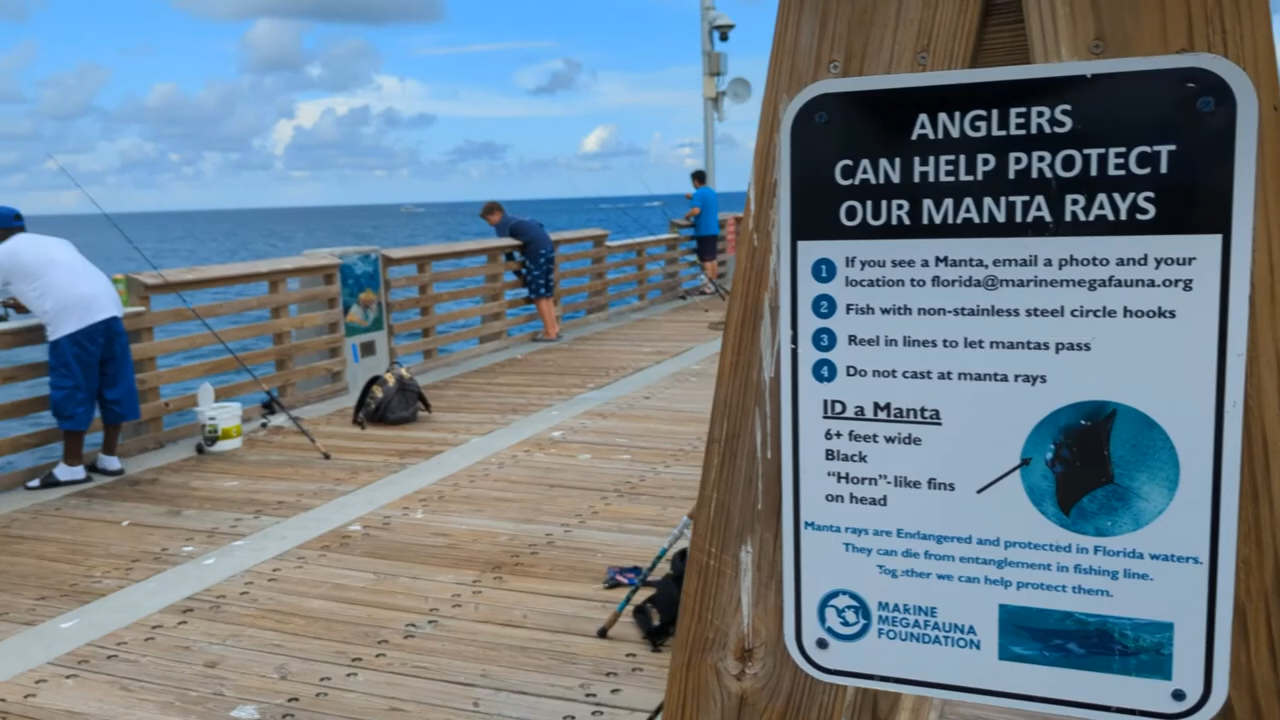 ANGLERS
CAN HELP PROTECT
OUR MANTA RAYS
1 If you see a Manta, email a photo and your
location to florida@marinemegafauna.org
2 Fish with non-stainless steel circle hooks
3 Reel in lines to let mantas pass
4 Do not cast at manta rays
ID a Manta
6+ feet wide
Black
“Horn”-like fins
on head
Manta rays are Endangered and protected in Florida waters.
They can die from entanglement in fishing line.
Together we can help protect them.
MARINE
MEGAFAUNA
FOUNDATION